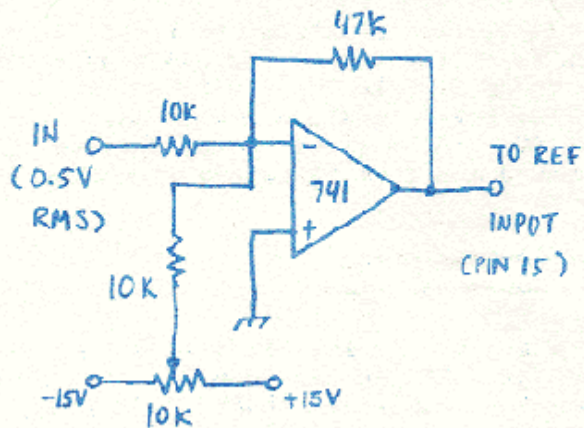 47K
10K
IN
(0.5V
RMS)
-
741
+
TO REF
INPUT
(PIN 15)
10K
-15V
+15V
10K